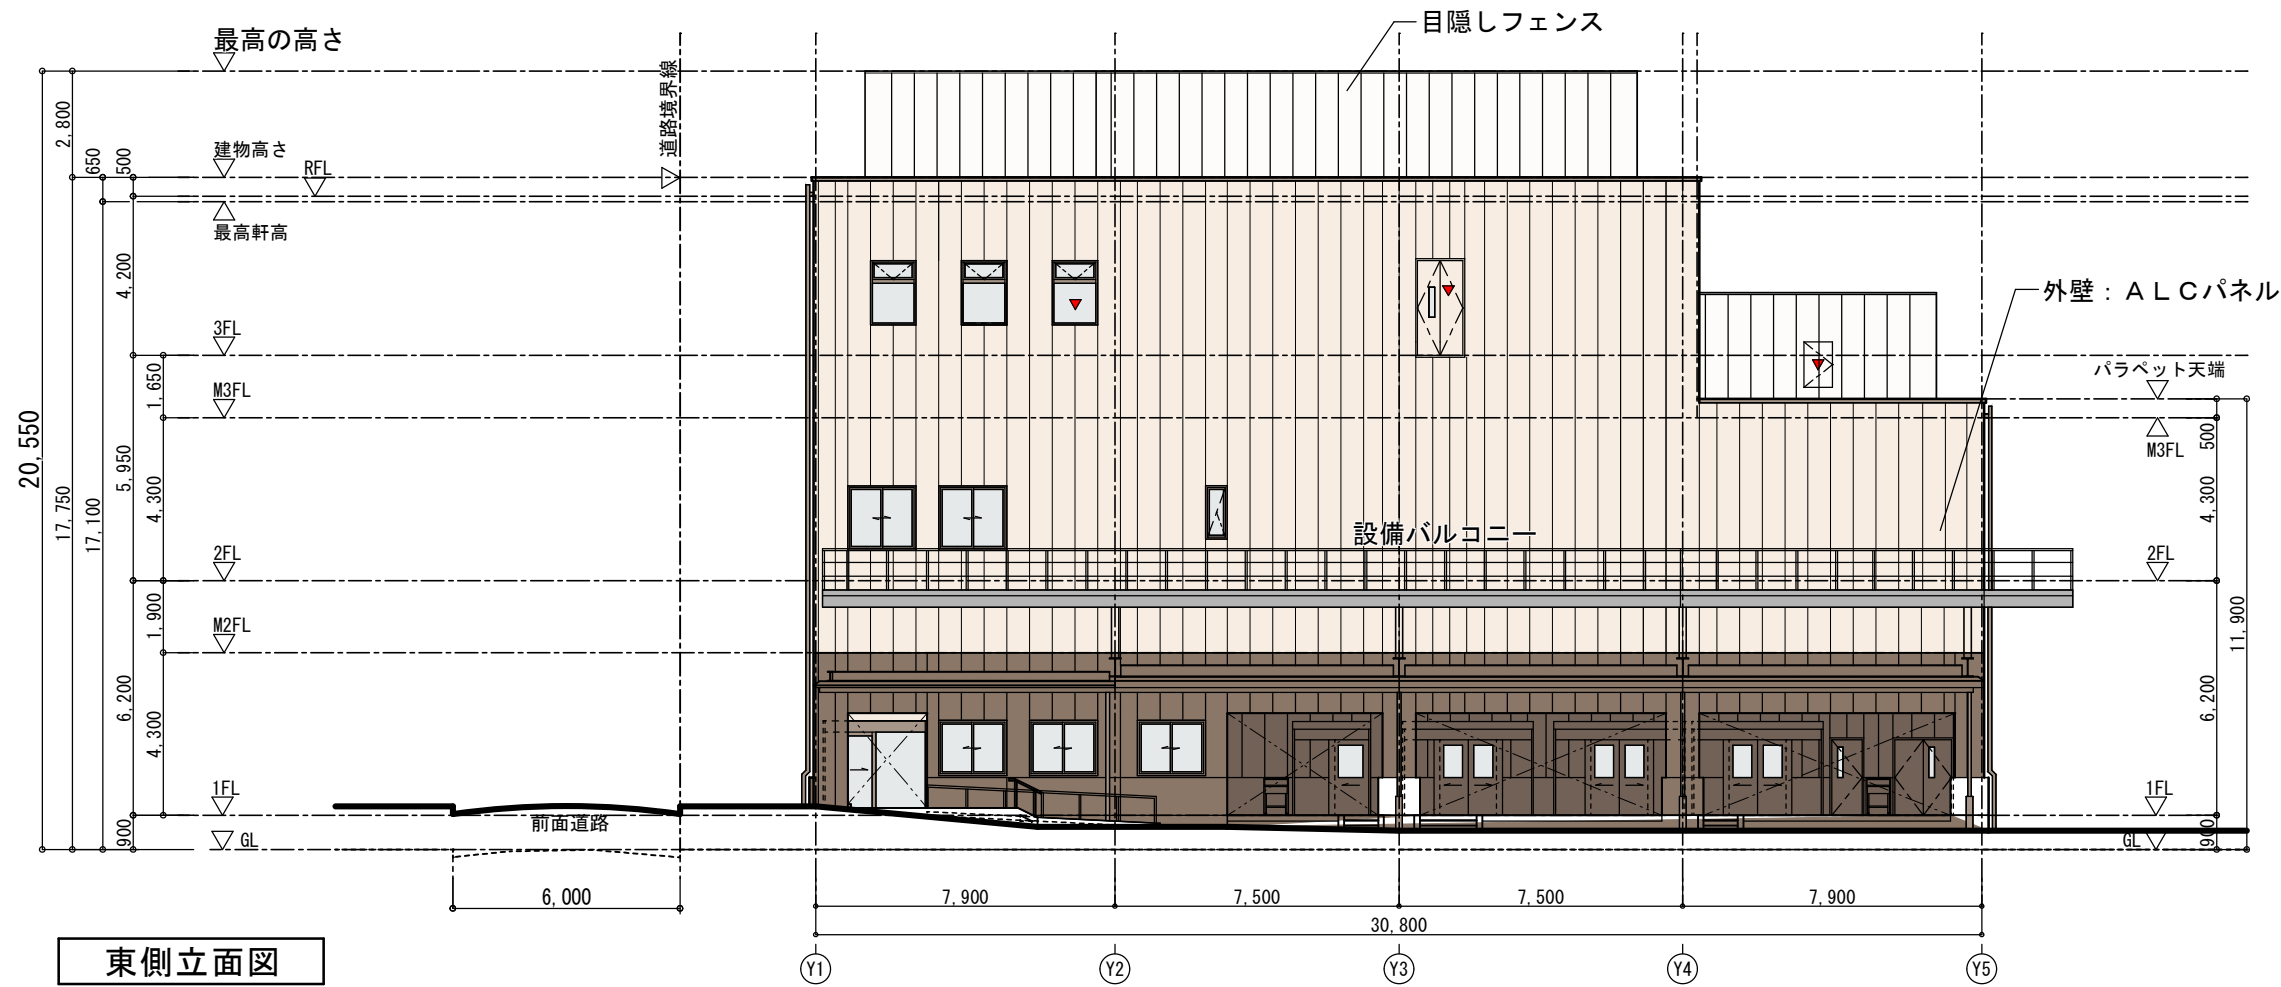 目隠しフェンス
最高の高さ
道路境界線
2,800
建物高さ
650
500
RFL
最高軒高
4,200
外壁：ＡＬＣパネル
3FL
パラペット天端
1,650
M3FL
500
M3FL
20,550
5,950
4,300
4,300
17,750
17,100
設備バルコニー
2FL
2FL
1,900
11,900
M2FL
6,200
6,200
4,300
1FL
1FL
前面道路
900
GL
GL
900
6,000
7,900
7,500
7,500
7,900
30,800
東側立面図
Y1
Y2
Y3
Y4
Y5